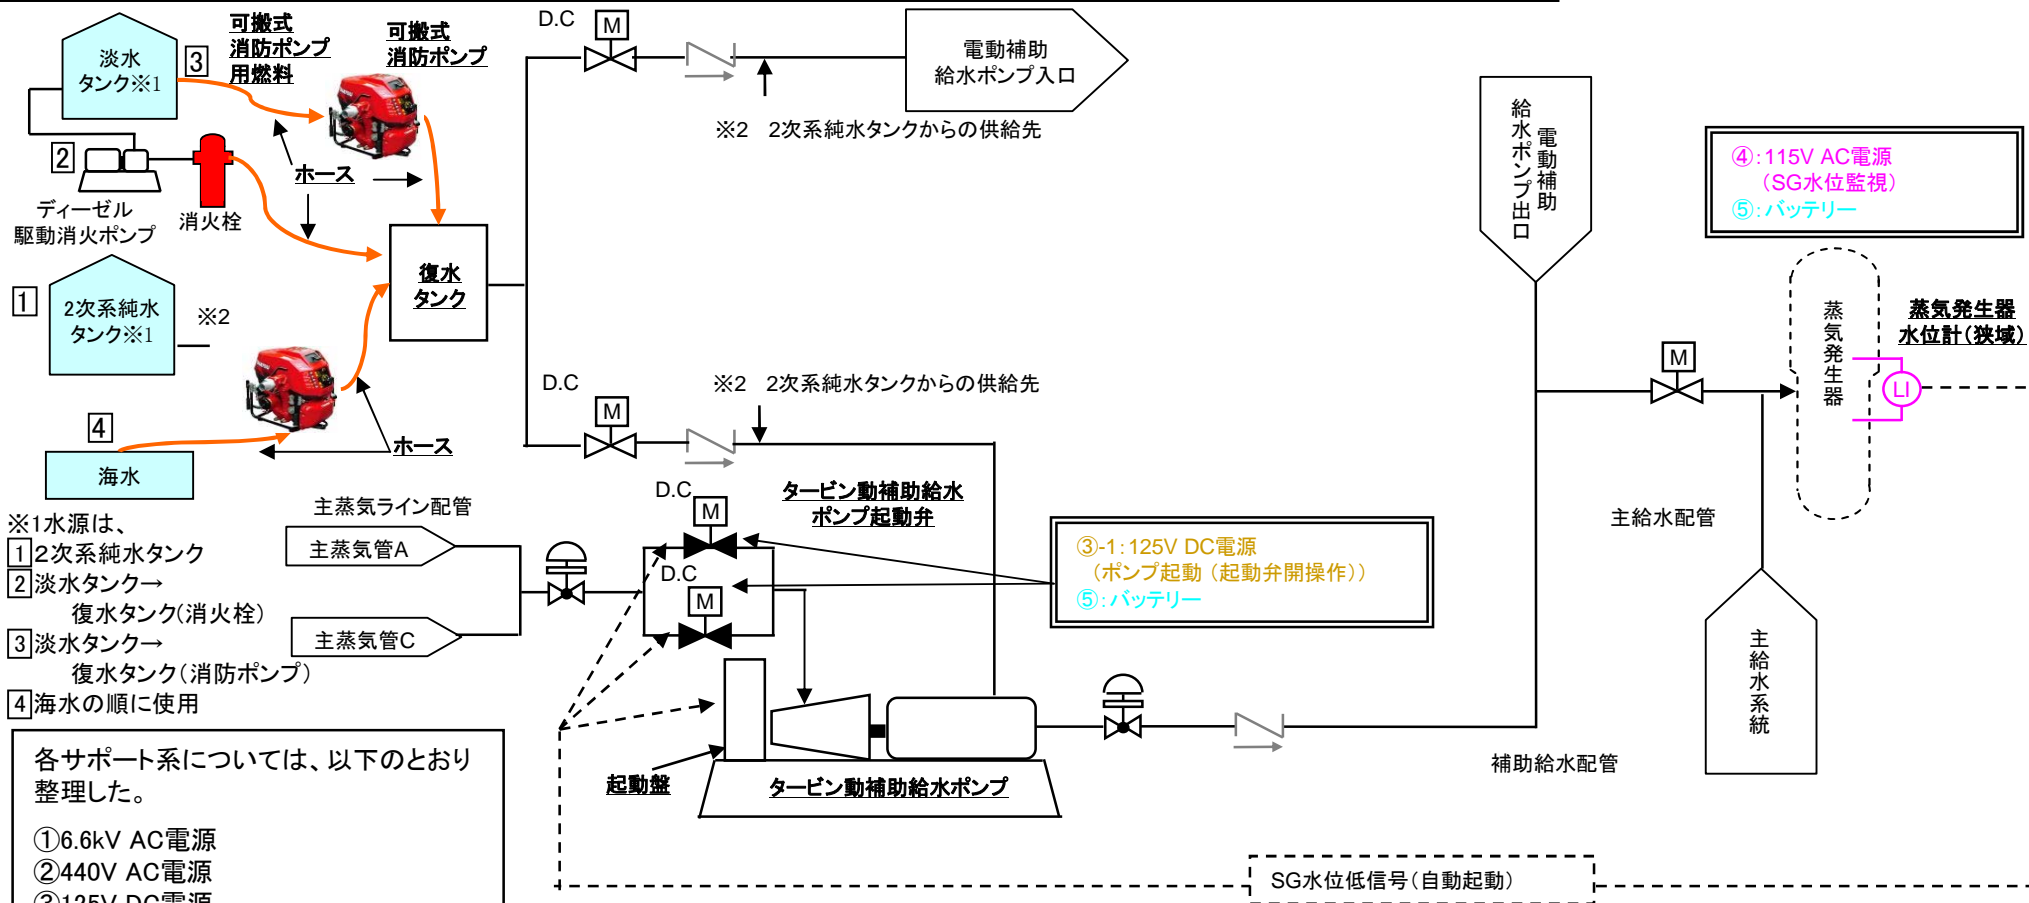 可搬式
消防ポンプ
用燃料
可搬式
消防ポンプ
淡水
タンク※1
3
2
ディーゼル
駆動消火ポンプ
消火栓
ホース
1
2次系純水
タンク※1
※2
4
海水
ホース
復水
タンク
D.C
M
電動補助
給水ポンプ入口
※2 2次系純水タンクからの供給先
D.C
M
※2 2次系純水タンクからの供給先
電動補助
給水ポンプ出口
④:115V AC電源
(SG水位監視)
⑤:バッテリー
蒸気発生器
蒸気発生器
水位計(狭域)
LI
M
主給水配管
主給水系統
※1水源は、
1 2次系純水タンク
2 淡水タンク→
復水タンク(消火栓)
3 淡水タンク→
復水タンク(消防ポンプ)
4 海水の順に使用
主蒸気ライン配管
主蒸気管A
主蒸気管C
D.C
M
D.C
M
タービン動補助給水
ポンプ起動弁
③-1:125V DC電源
(ポンプ起動(起動弁開操作))
⑤:バッテリー
起動盤
タービン動補助給水ポンプ
補助給水配管
各サポート系については、以下のとおり
整理した。
①6.6kV AC電源
②440V AC電源
③125V DC電源
SG水位低信号(自動起動)